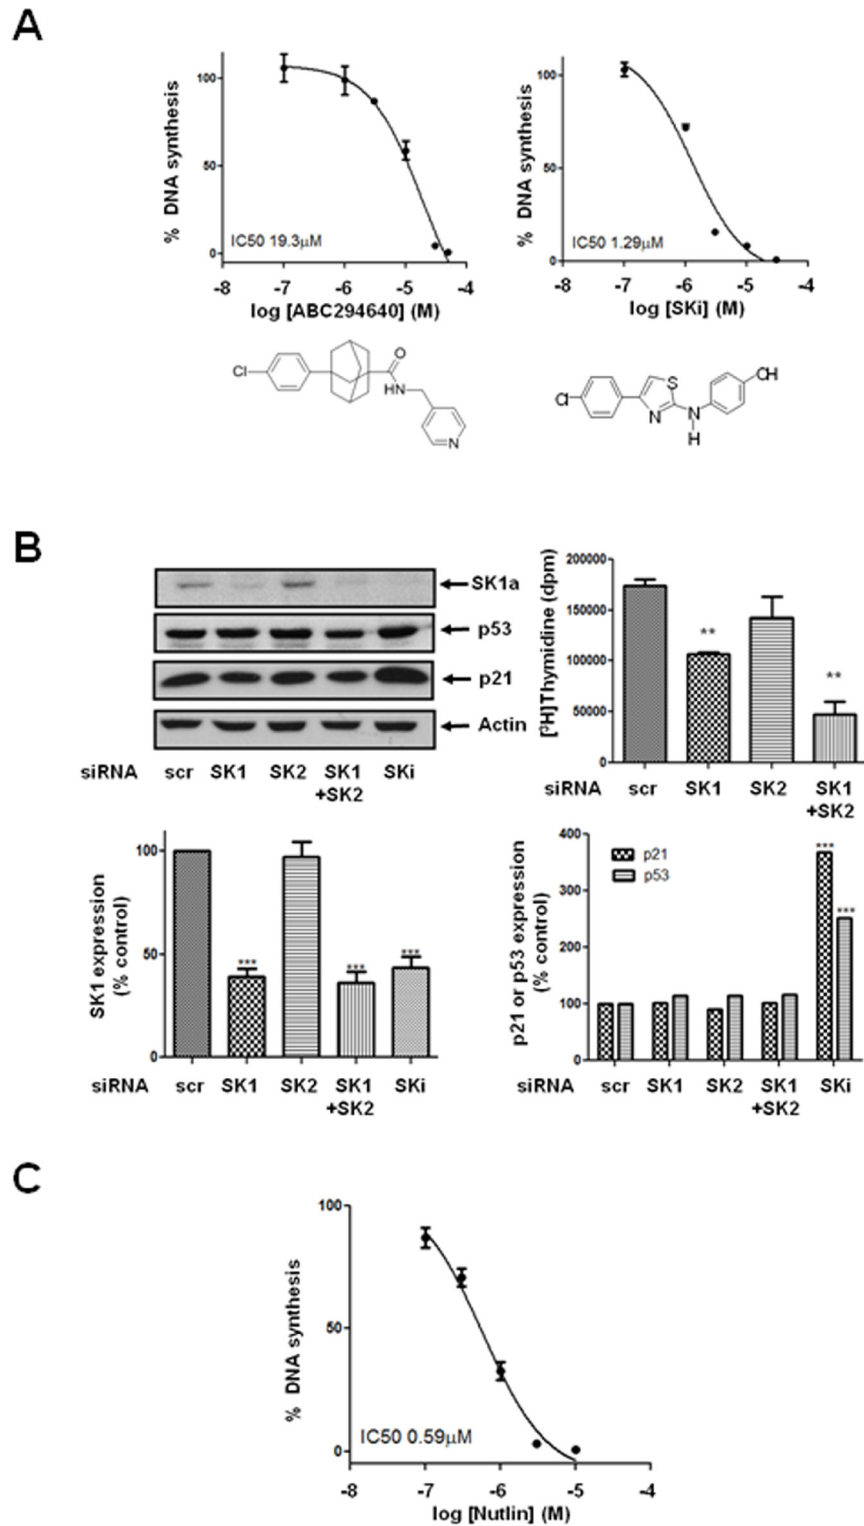 A
% DNA synthesis
100
50
0
IC50 19.3µM
-8 -7 -6 -5 -4
log [ABC294640] (M)
% DNA synthesis
100
50
0
IC50 1.29µM
-8 -7 -6 -5 -4
log [SKi] (M)
Cl
O
HN
N
Cl
S
N
N
H
OH
B
SK1a
p53
p21
Actin
siRNA scr SK1 SK2 SK1 SKi
+SK2
[³H]Thymidine (dpm)
200000
150000
100000
50000
0
**
**
siRNA scr SK1 SK2 SK1
+SK2
SK1 expression
(% control)
100
50
0
***
***
***
siRNA scr SK1 SK2 SK1 SKi
+SK2
p21 or p53 expression
(% control)
400
300
200
100
0
p21
p53
***
***
siRNA scr SK1 SK2 SK1 SKi
+SK2
C
% DNA synthesis
100
50
0
IC50 0.59µM
-8 -7 -6 -5 -4
log [Nutlin] (M)